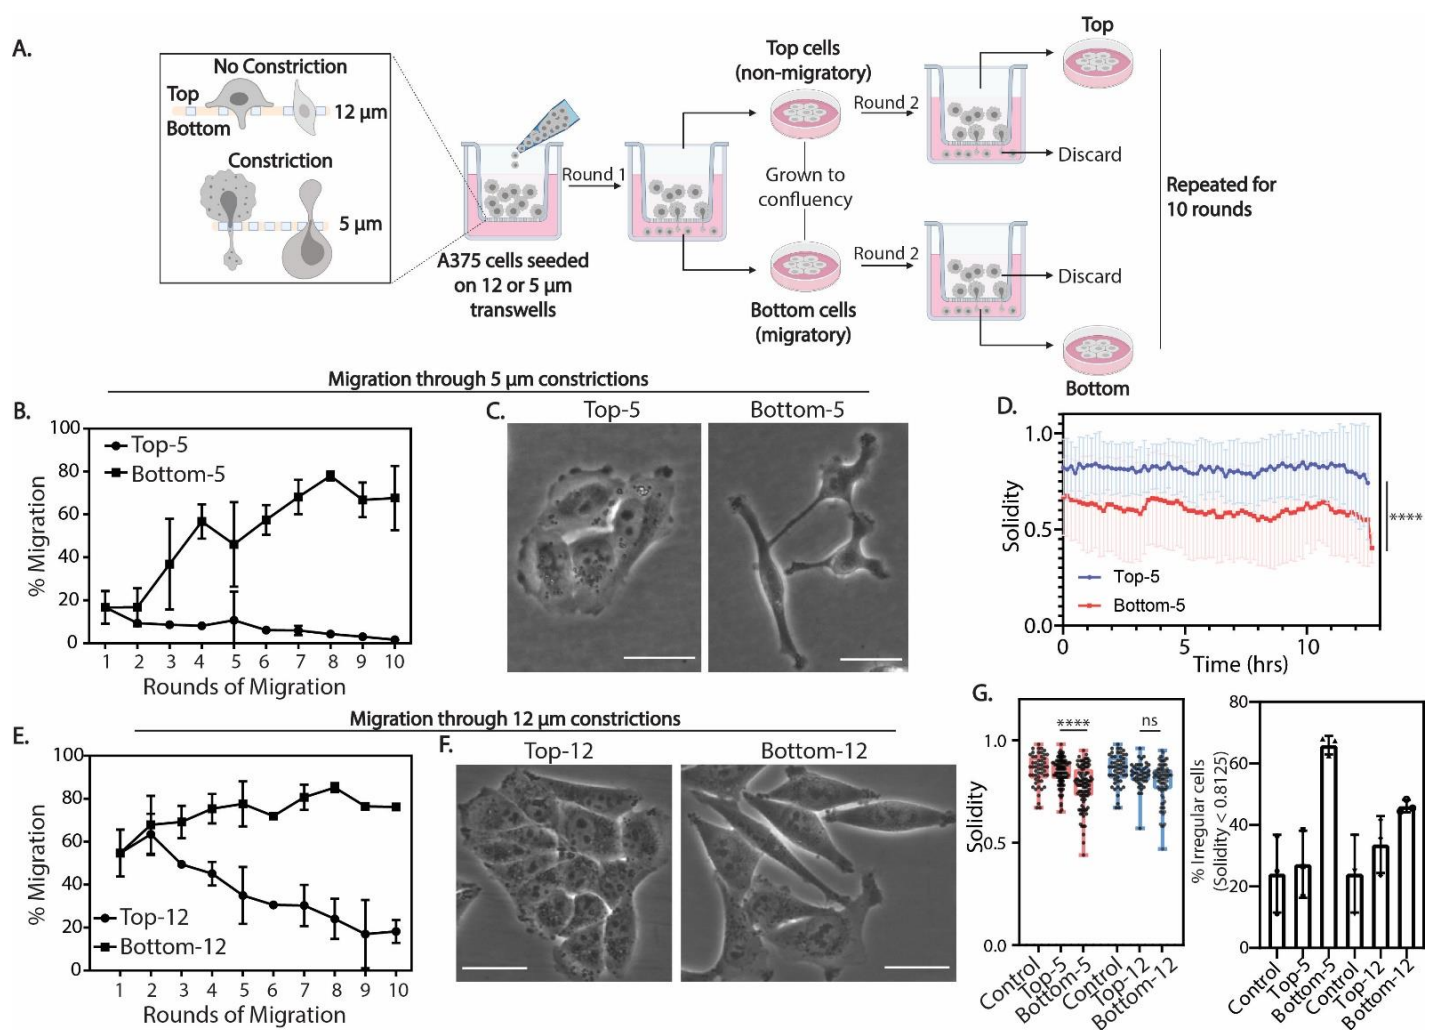 A.
No Constriction
Top
Bottom
12 µm
Constriction
5 µm
A375 cells seeded
on 12 or 5 µm
transwells
Round 1
Top cells
(non-migratory)
Grown to
confluency
Bottom cells
(migratory)
Round 2
Round 2
Top
Discard
Discard
Bottom
Repeated for
10 rounds
Migration through 5 µm constrictions
B.
% Migration
100
80
60
40
20
0
Top-5
Bottom-5
1 2 3 4 5 6 7 8 9 10
Rounds of Migration
C.
Top-5
Bottom-5
D.
Solidity
1.0
0.5
0.0
Top-5
Bottom-5
****
0 5 10
Time (hrs)
Migration through 12 µm constrictions
E.
% Migration
100
80
60
40
20
0
Top-12
Bottom-12
1 2 3 4 5 6 7 8 9 10
Rounds of Migration
F.
Top-12
Bottom-12
G.
Solidity
1.0
0.5
0.0
****
ns
Control
Top-5
Bottom-5
Control
Top-12
Bottom-12
% Irregular cells
(Solidity < 0.8125)
80
60
40
20
0
Control
Top-5
Bottom-5
Control
Top-12
Bottom-12